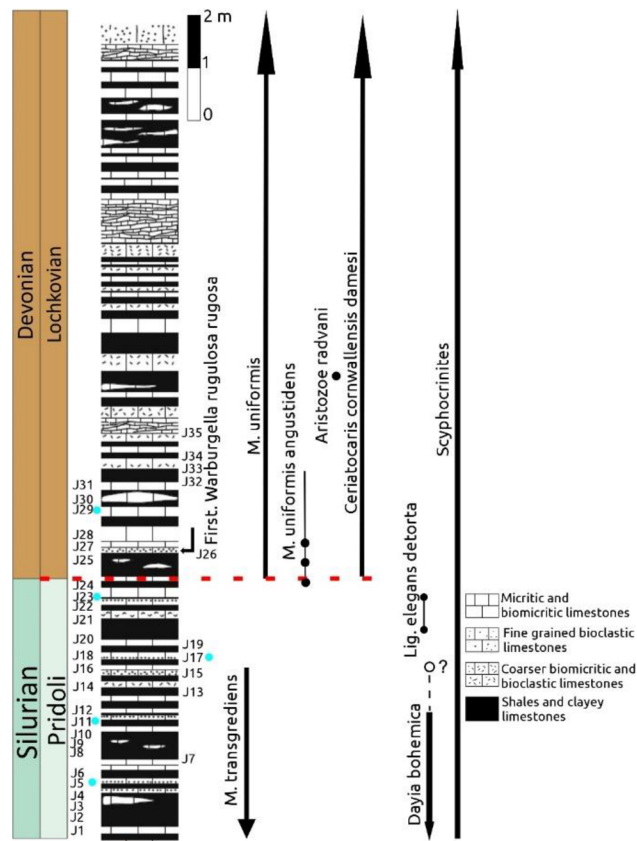 2 m
1
0
Devonian
Lochkovian
Silurian
Pridoli
J35
J34
J33
J32
J31
J30
J29
J28
J27
J26
J25
J24
J23
J22
J21
J20
J19
J18
J17
J16
J15
J14
J13
J12
J11
J10
J9
J8
J7
J6
J5
J4
J3
J2
J1
First. Warburgella rugulosa rugosa
M. uniformis
M. transgrediens
M. uniformis angustidens
Aristozoe radvani
Ceriatocaris cornwallensis damesi
Lig. elegans detorta
?
Dayia bohemica
Scyphocrinites
Micritic and
biomicritic limestones
Fine grained bioclastic
limestones
Coarser biomicritic and
bioclastic limestones
Shales and clayey
limestones